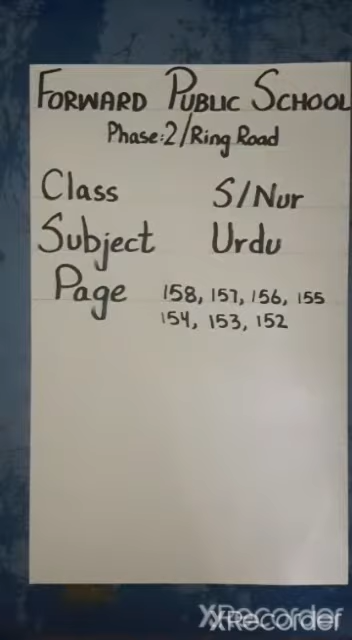 FORWARD PUBLIC SCHOOL
Phase:2/Ring Road
Class S/Nur
Subject Urdu
Page 158, 157, 156, 155
154, 153, 152
XRecorder
XRecorder